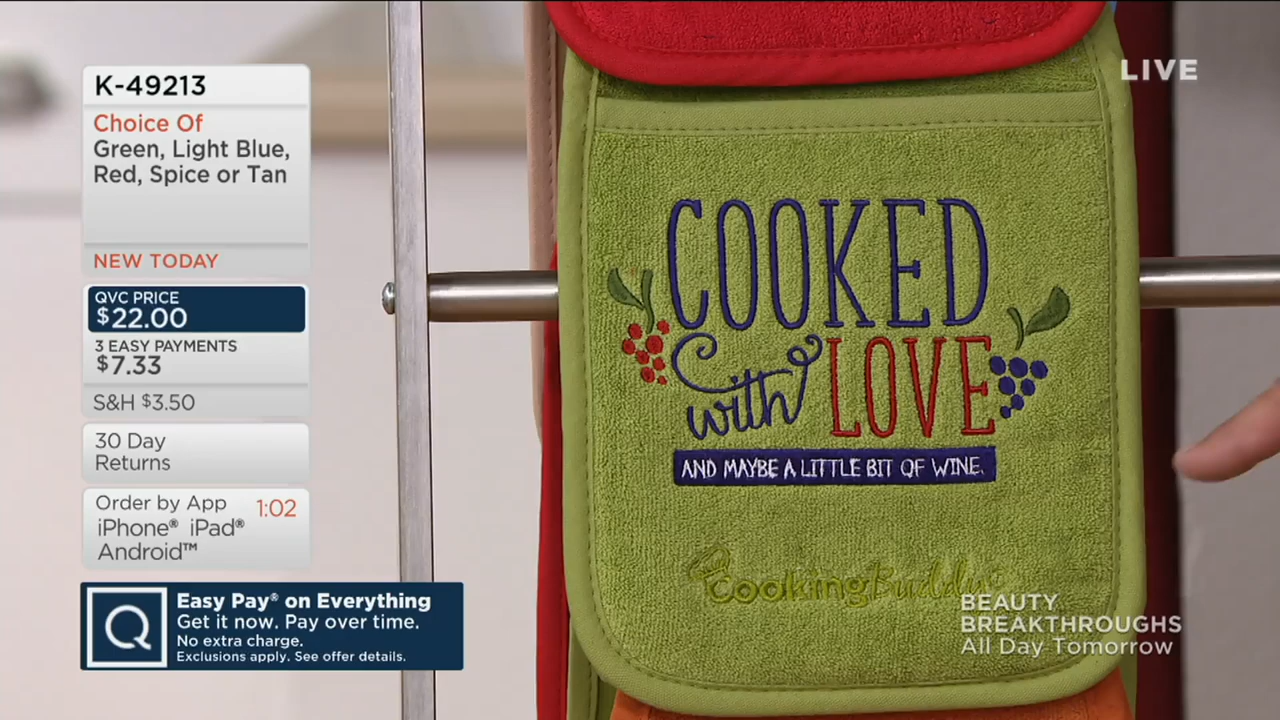 K-49213
Choice Of
Green, Light Blue,
Red, Spice or Tan
NEW TODAY
QVC PRICE
$22.00
3 EASY PAYMENTS
$7.33
S&H $3.50
30 Day
Returns
Order by App 1:02
iPhone® iPad®
Android™
Q
Easy Pay® on Everything
Get it now. Pay over time.
No extra charge.
Exclusions apply. See offer details.
LIVE
COOKED
with LOVE
AND MAYBE A LITTLE BIT OF WINE.
CookingBuddy
BEAUTY
BREAKTHROUGHS
All Day Tomorrow